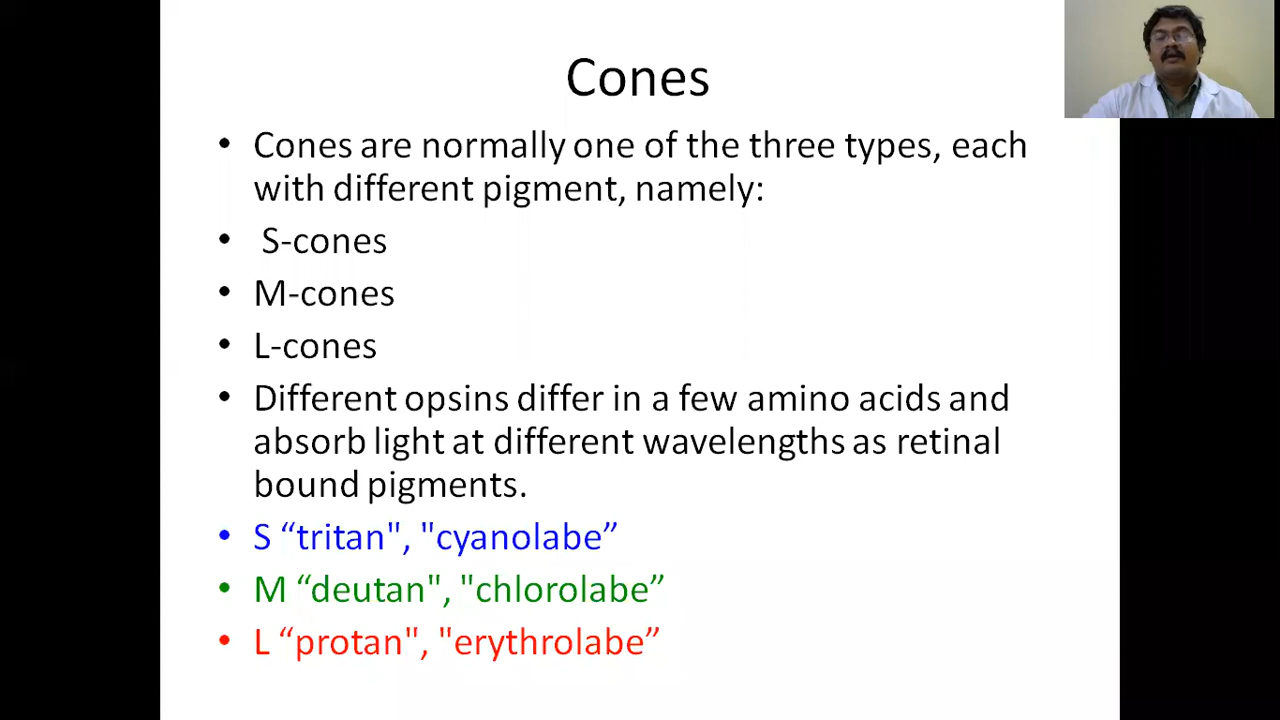 Cones
• Cones are normally one of the three types, each
with different pigment, namely:
• S-cones
• M-cones
• L-cones
• Different opsins differ in a few amino acids and
absorb light at different wavelengths as retinal
bound pigments.
• S “tritan", "cyanolabe”
• M “deutan", "chlorolabe”
• L “protan", "erythrolabe”